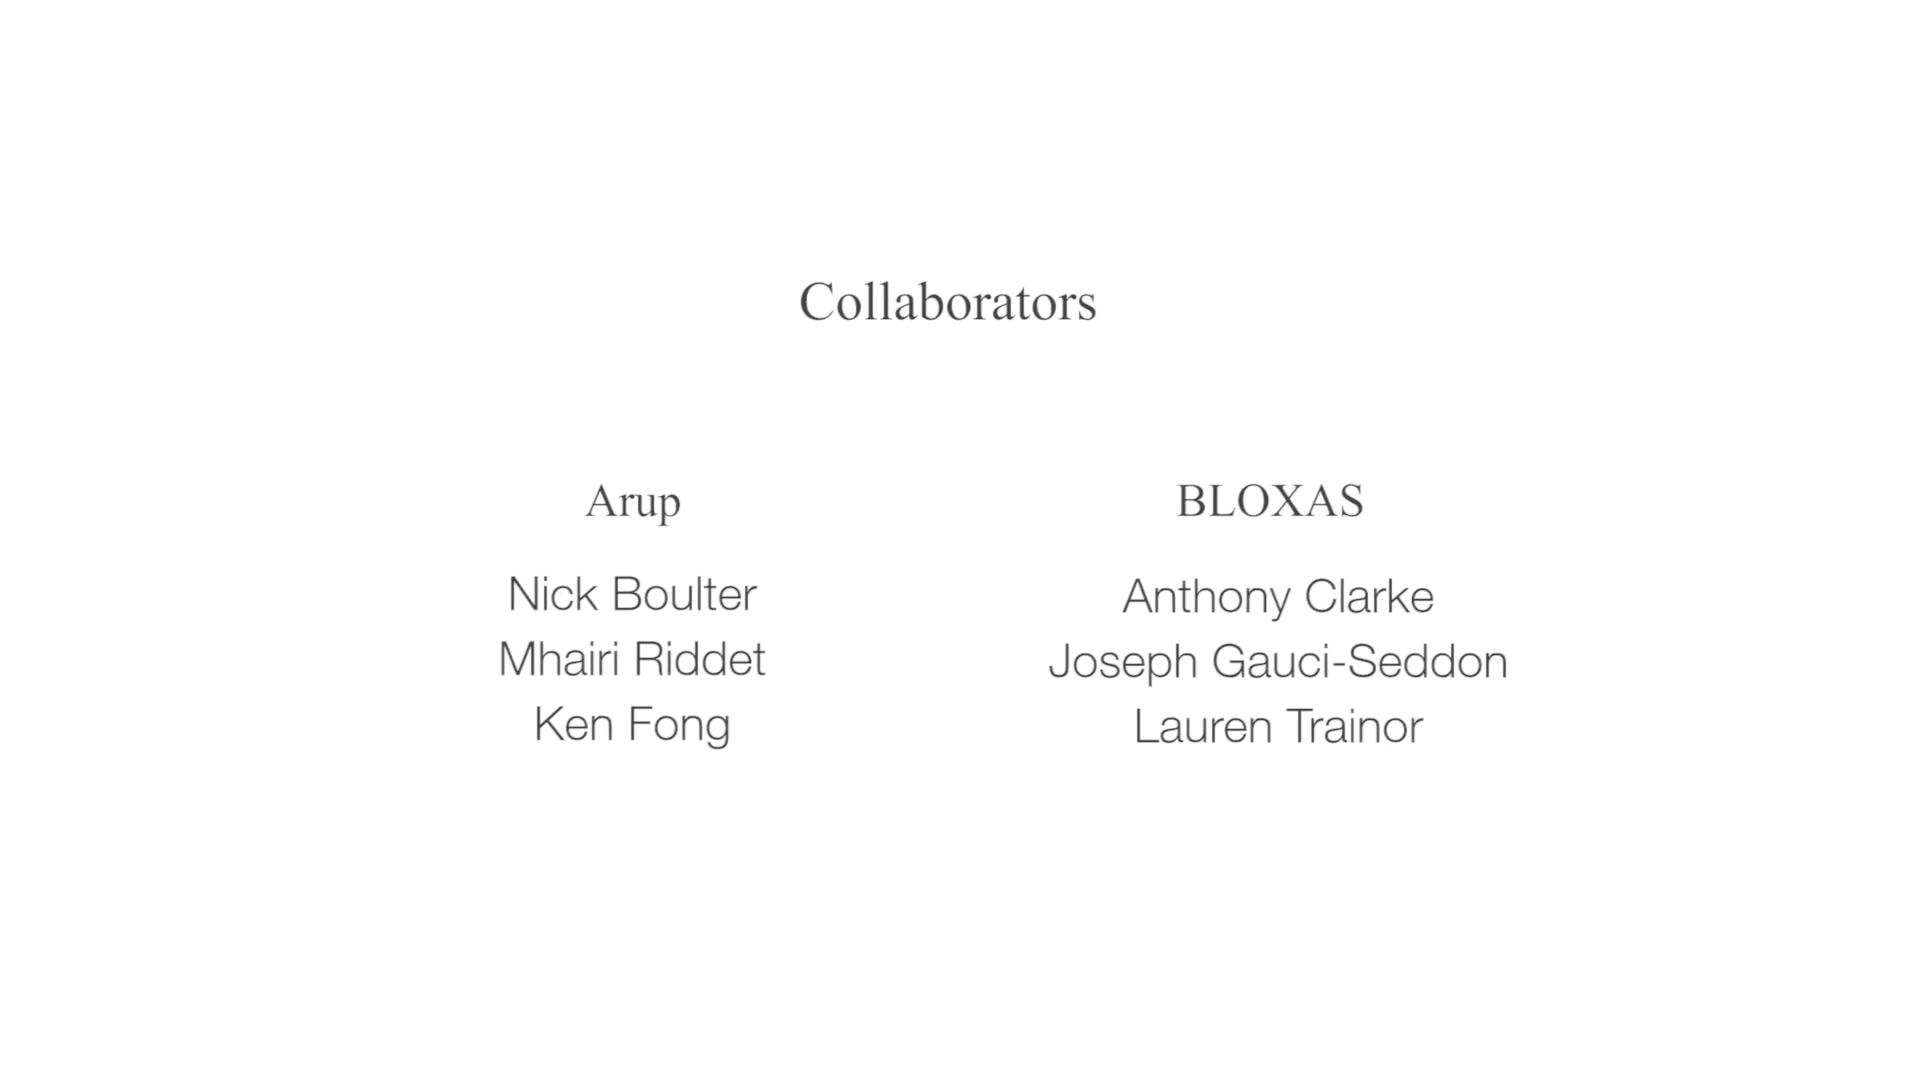 Collaborators
Arup
Nick Boulter
Mhairi Riddet
Ken Fong
BLOXAS
Anthony Clarke
Joseph Gauci-Seddon
Lauren Trainor